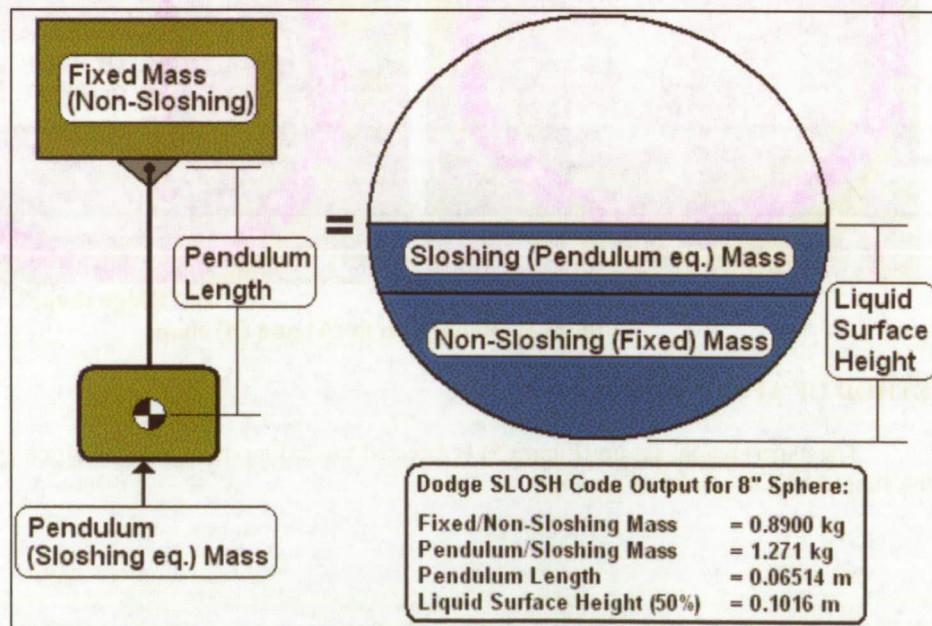 Fixed Mass
(Non-Sloshing)
Pendulum
Length
Pendulum
(Sloshing eq.) Mass
=
Sloshing (Pendulum eq.) Mass
Non-Sloshing (Fixed) Mass
Liquid
Surface
Height
Dodge SLOSH Code Output for 8" Sphere:
Fixed/Non-Sloshing Mass = 0.8900 kg
Pendulum/Sloshing Mass = 1.271 kg
Pendulum Length = 0.06514 m
Liquid Surface Height (50%) = 0.1016 m